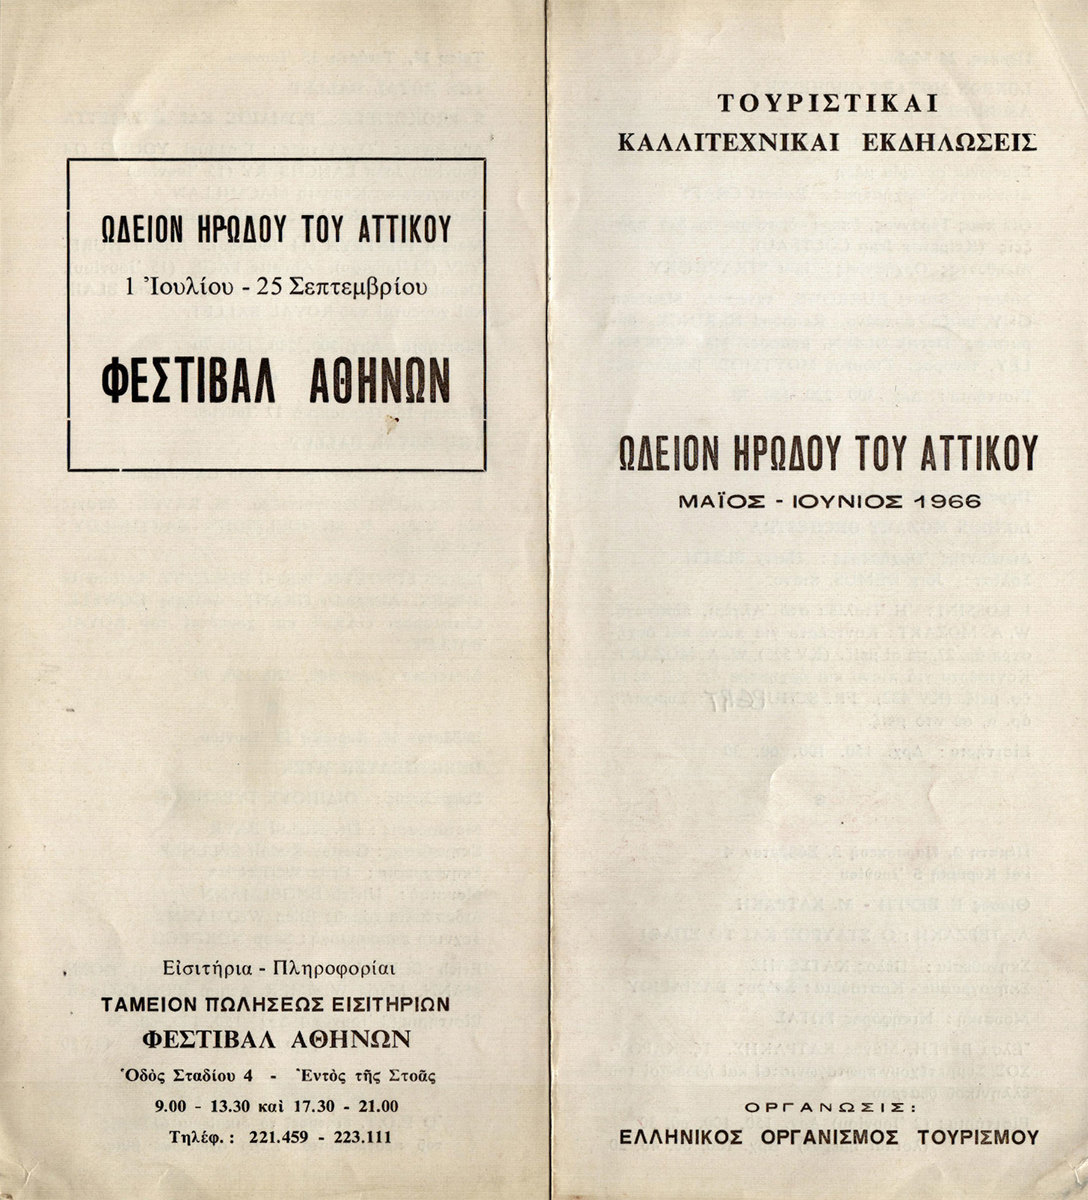 ΩΔΕΙΟΝ ΗΡΩΔΟΥ ΤΟΥ ΑΤΤΙΚΟΥ
1 Ἰουλίου - 25 Σεπτεμβρίου
ΦΕΣΤΙΒΑΛ ΑΘΗΝΩΝ
Εἰσιτήρια - Πληροφορίαι
ΤΑΜΕΙΟΝ ΠΩΛΗΣΕΩΣ ΕΙΣΙΤΗΡΙΩΝ
ΦΕΣΤΙΒΑΛ ΑΘΗΝΩΝ
Ὁδὸς Σταδίου 4 - Ἐντὸς τῆς Στοᾶς
9.00 - 13.30 καὶ 17.30 - 21.00
Τηλέφ. : 221.459 - 223.111
ΤΟΥΡΙΣΤΙΚΑΙ
ΚΑΛΛΙΤΕΧΝΙΚΑΙ ΕΚΔΗΛΩΣΕΙΣ
ΩΔΕΙΟΝ ΗΡΩΔΟΥ ΤΟΥ ΑΤΤΙΚΟΥ
ΜΑΪΟΣ - ΙΟΥΝΙΟΣ 1966
ΟΡΓΑΝΩΣΙΣ:
ΕΛΛΗΝΙΚΟΣ ΟΡΓΑΝΙΣΜΟΣ ΤΟΥΡΙΣΜΟΥ